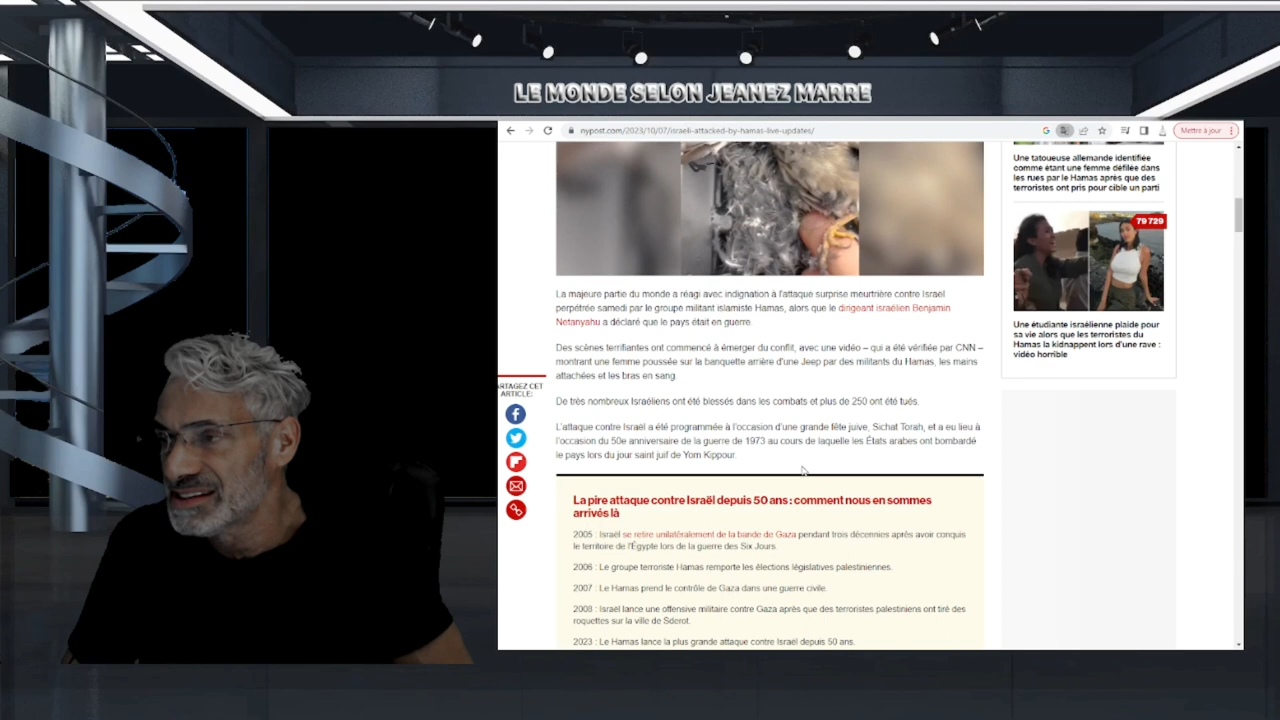 LE MONDE SELON JEANEZ MARRE
nypost.com/2023/10/07/israeli-attacked-by-hamas-live-updates/
Mettre à jour
Une tatoueuse allemande identifiée
comme étant une femme défilée dans
les rues par le Hamas après que des
terroristes ont pris pour cible un parti
79 729
Une étudiante israélienne plaide pour
sa vie alors que les terroristes du
Hamas la kidnappent lors d'une rave :
vidéo horrible
La majeure partie du monde a réagi avec indignation à l'attaque surprise meurtrière contre Israël
perpétrée samedi par le groupe militant islamiste Hamas, alors que le dirigeant israélien Benjamin
Netanyahu a déclaré que le pays était en guerre.
Des scènes terrifiantes ont commencé à émerger du conflit, avec une vidéo – qui a été vérifiée par CNN –
montrant une femme poussée sur la banquette arrière d'une Jeep par des militants du Hamas, les mains
attachées et les bras en sang.
ARTAGEZ CET
ARTICLE:
De très nombreux Israéliens ont été blessés dans les combats et plus de 250 ont été tués.
L'attaque contre Israël a été programmée à l'occasion d'une grande fête juive, Sichat Torah, et a eu lieu à
l'occasion du 50e anniversaire de la guerre de 1973 au cours de laquelle les États arabes ont bombardé
le pays lors du jour saint juif de Yom Kippour.
La pire attaque contre Israël depuis 50 ans : comment nous en sommes
arrivés là
2005 : Israël se retire unilatéralement de la bande de Gaza pendant trois décennies après avoir conquis
le territoire de l'Égypte lors de la guerre des Six Jours.
2006 : Le groupe terroriste Hamas remporte les élections législatives palestiniennes.
2007 : Le Hamas prend le contrôle de Gaza dans une guerre civile.
2008 : Israël lance une offensive militaire contre Gaza après que des terroristes palestiniens ont tiré des
roquettes sur la ville de Sderot.
2023 : Le Hamas lance la plus grande attaque contre Israël depuis 50 ans.